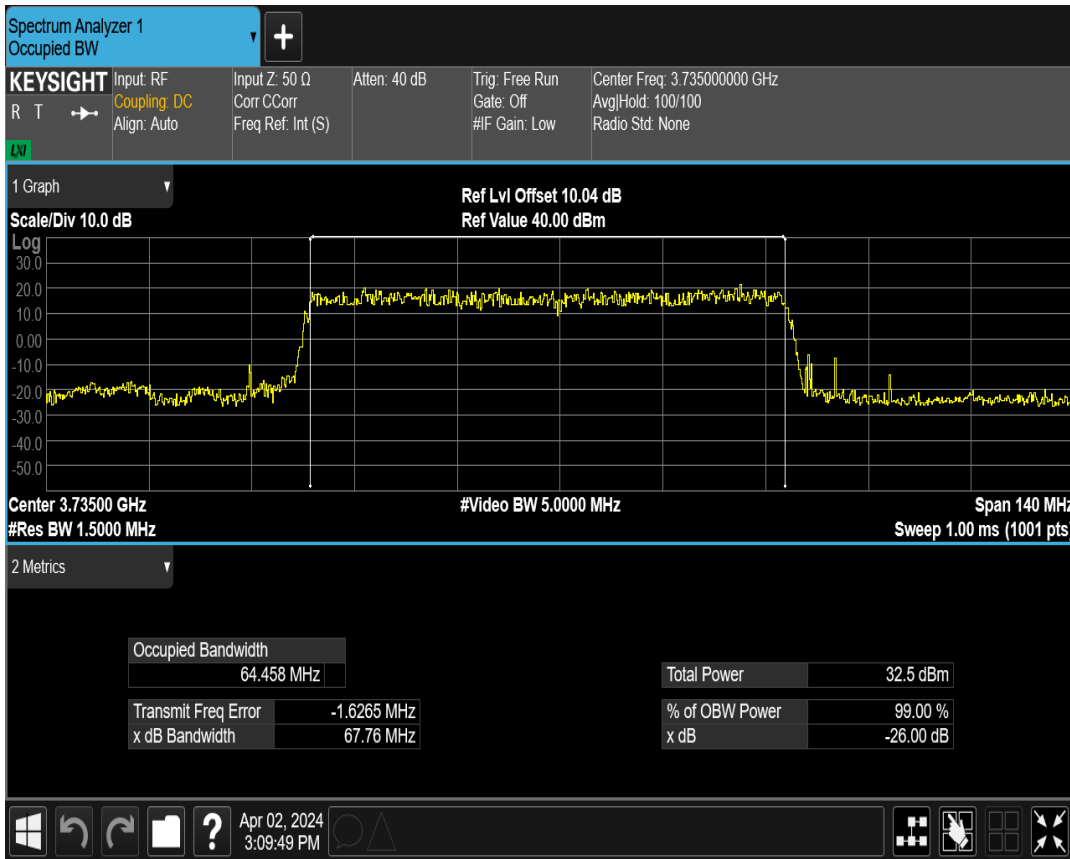 Spectrum Analyzer 1
Occupied BW
+
KEYSIGHT
R T
LXI
Input: RF
Coupling: DC
Align: Auto
Input Z: 50 Ω
Corr CCorr
Freq Ref: Int (S)
Atten: 40 dB
Trig: Free Run
Gate: Off
#IF Gain: Low
Center Freq: 3.735000000 GHz
Avg|Hold: 100/100
Radio Std: None
1 Graph
Scale/Div 10.0 dB
Ref Lvl Offset 10.04 dB
Ref Value 40.00 dBm
Log
30.0
20.0
10.0
0.00
-10.0
-20.0
-30.0
-40.0
-50.0
Center 3.73500 GHz
#Video BW 5.0000 MHz
Span 140 MHz
#Res BW 1.5000 MHz
Sweep 1.00 ms (1001 pts)
2 Metrics
Occupied Bandwidth
64.458 MHz
Transmit Freq Error -1.6265 MHz
x dB Bandwidth 67.76 MHz
Total Power 32.5 dBm
% of OBW Power 99.00 %
x dB -26.00 dB
?
Apr 02, 2024
3:09:49 PM